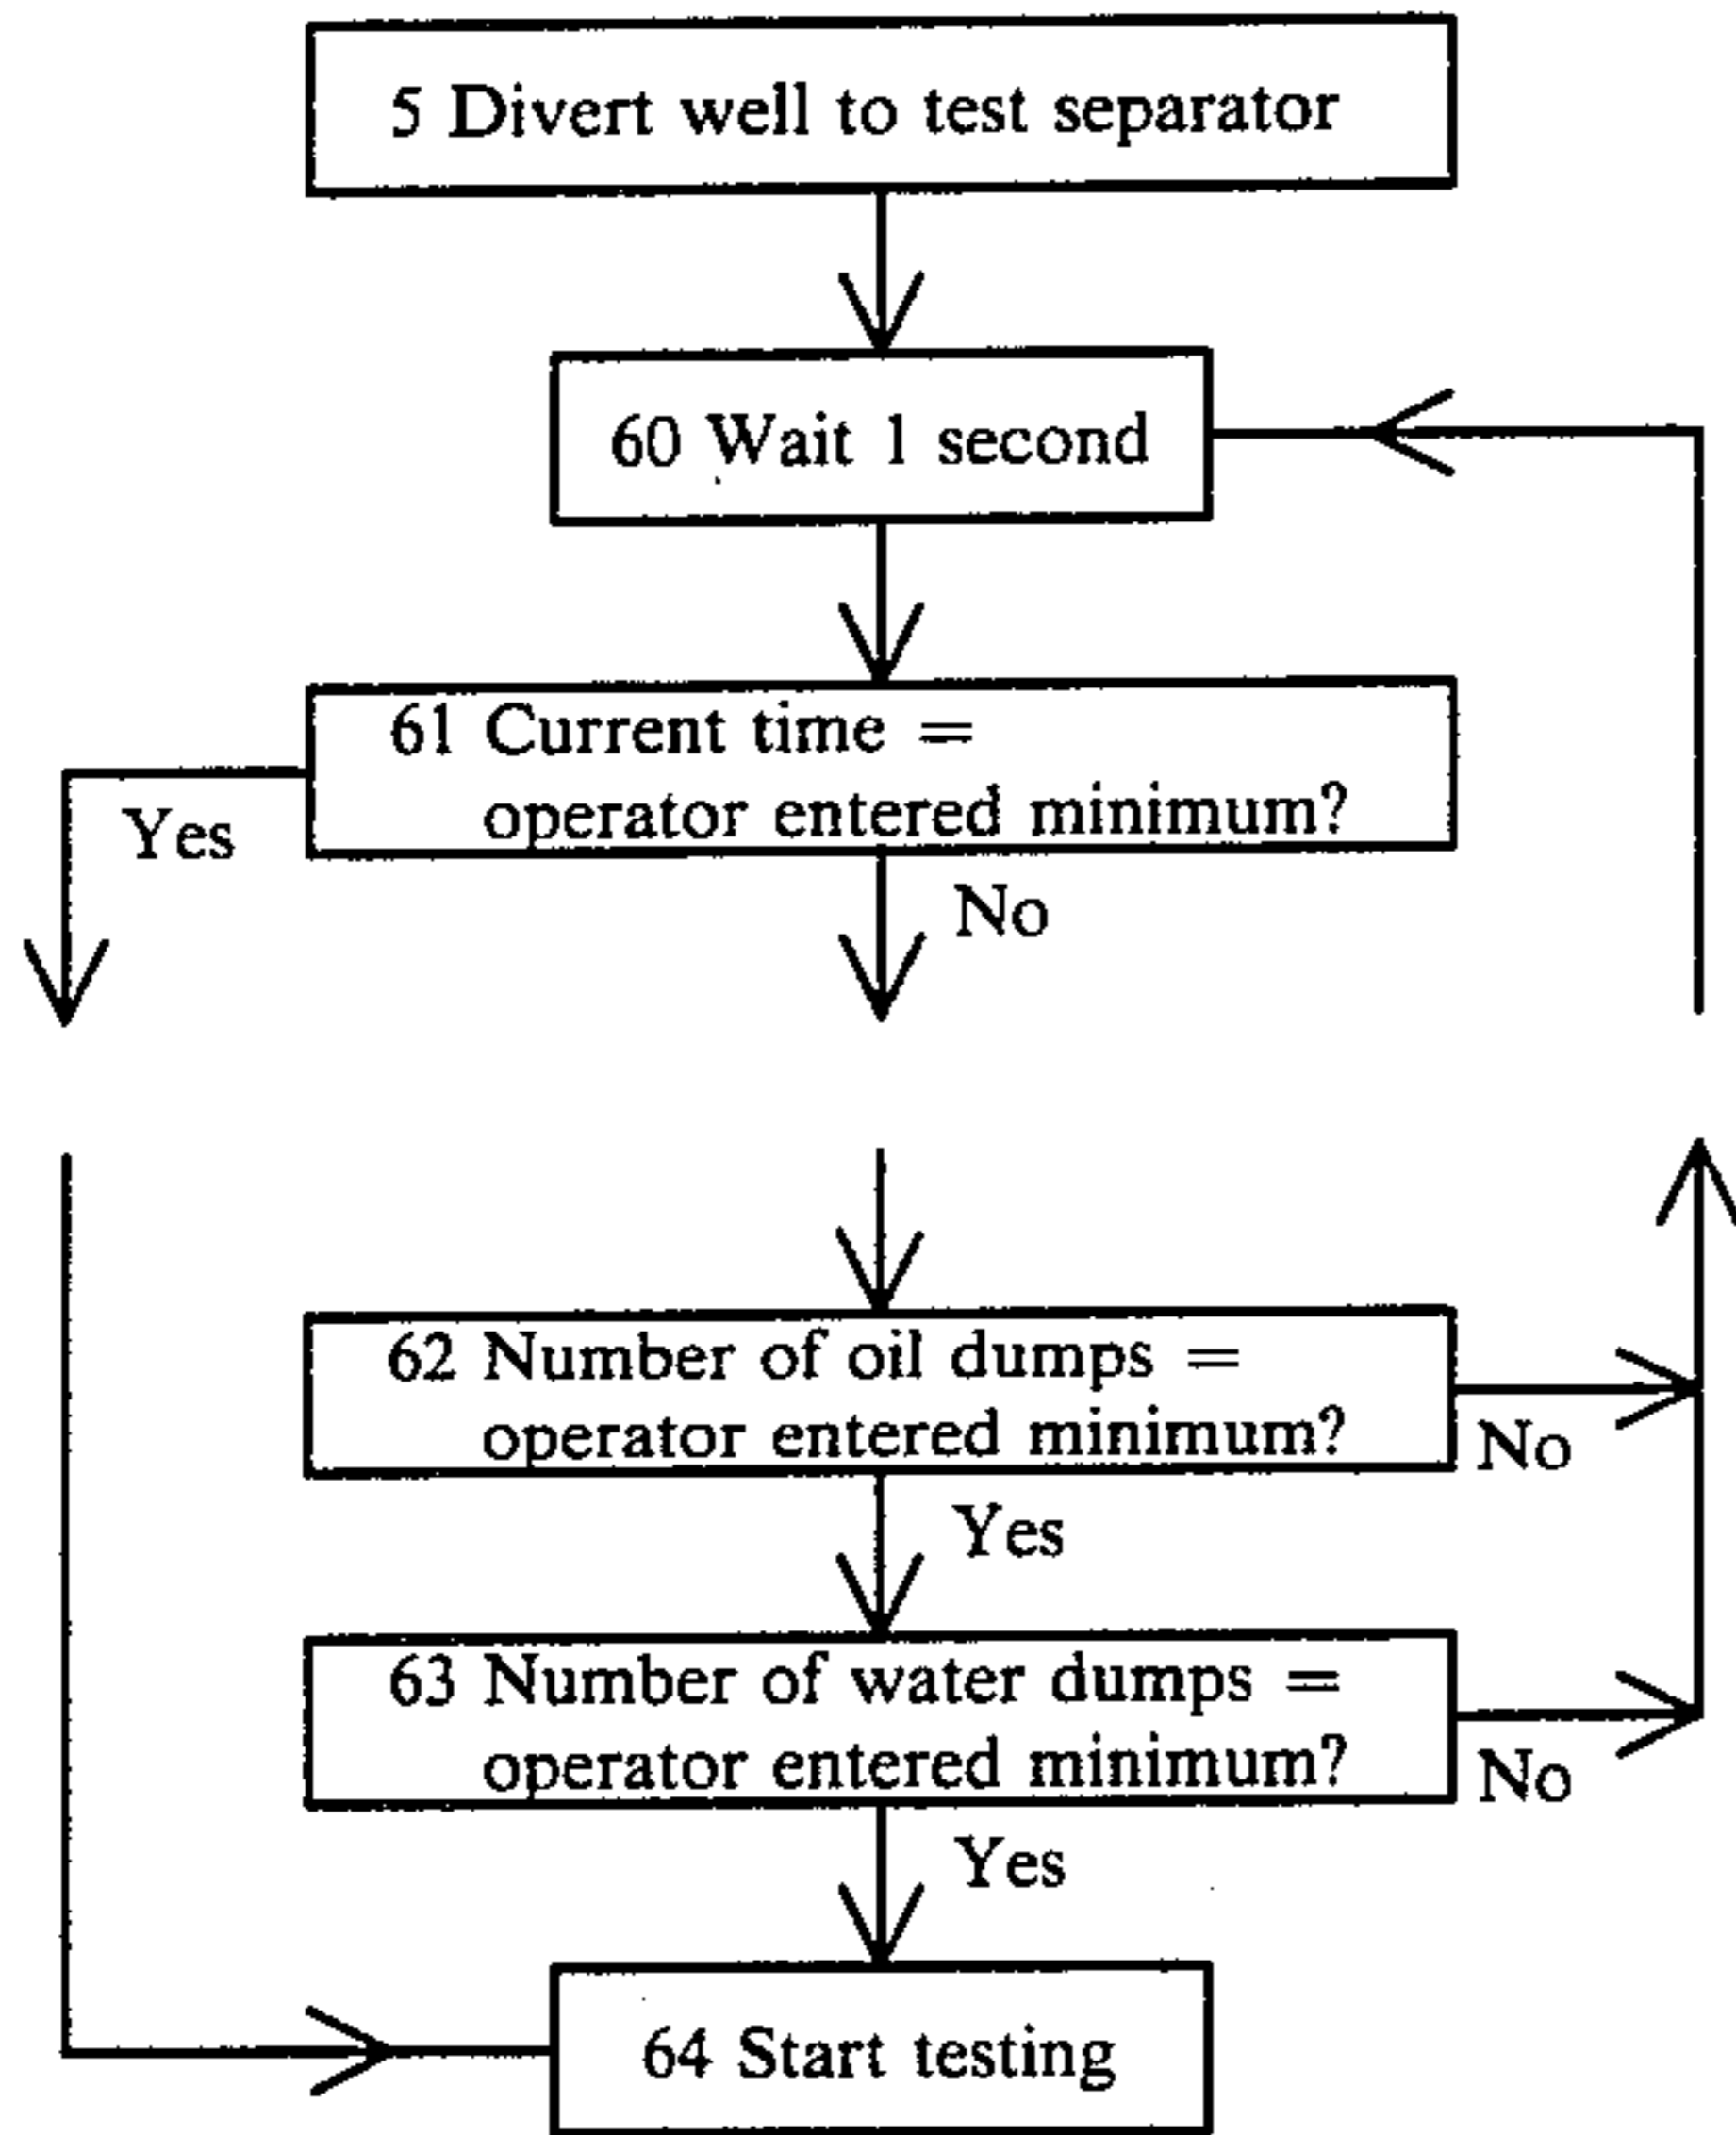 5 Divert well to test separator
60 Wait 1 second
61 Current time =
operator entered minimum?
Yes
No
62 Number of oil dumps =
operator entered minimum?
No
Yes
63 Number of water dumps =
operator entered minimum?
No
Yes
64 Start testing